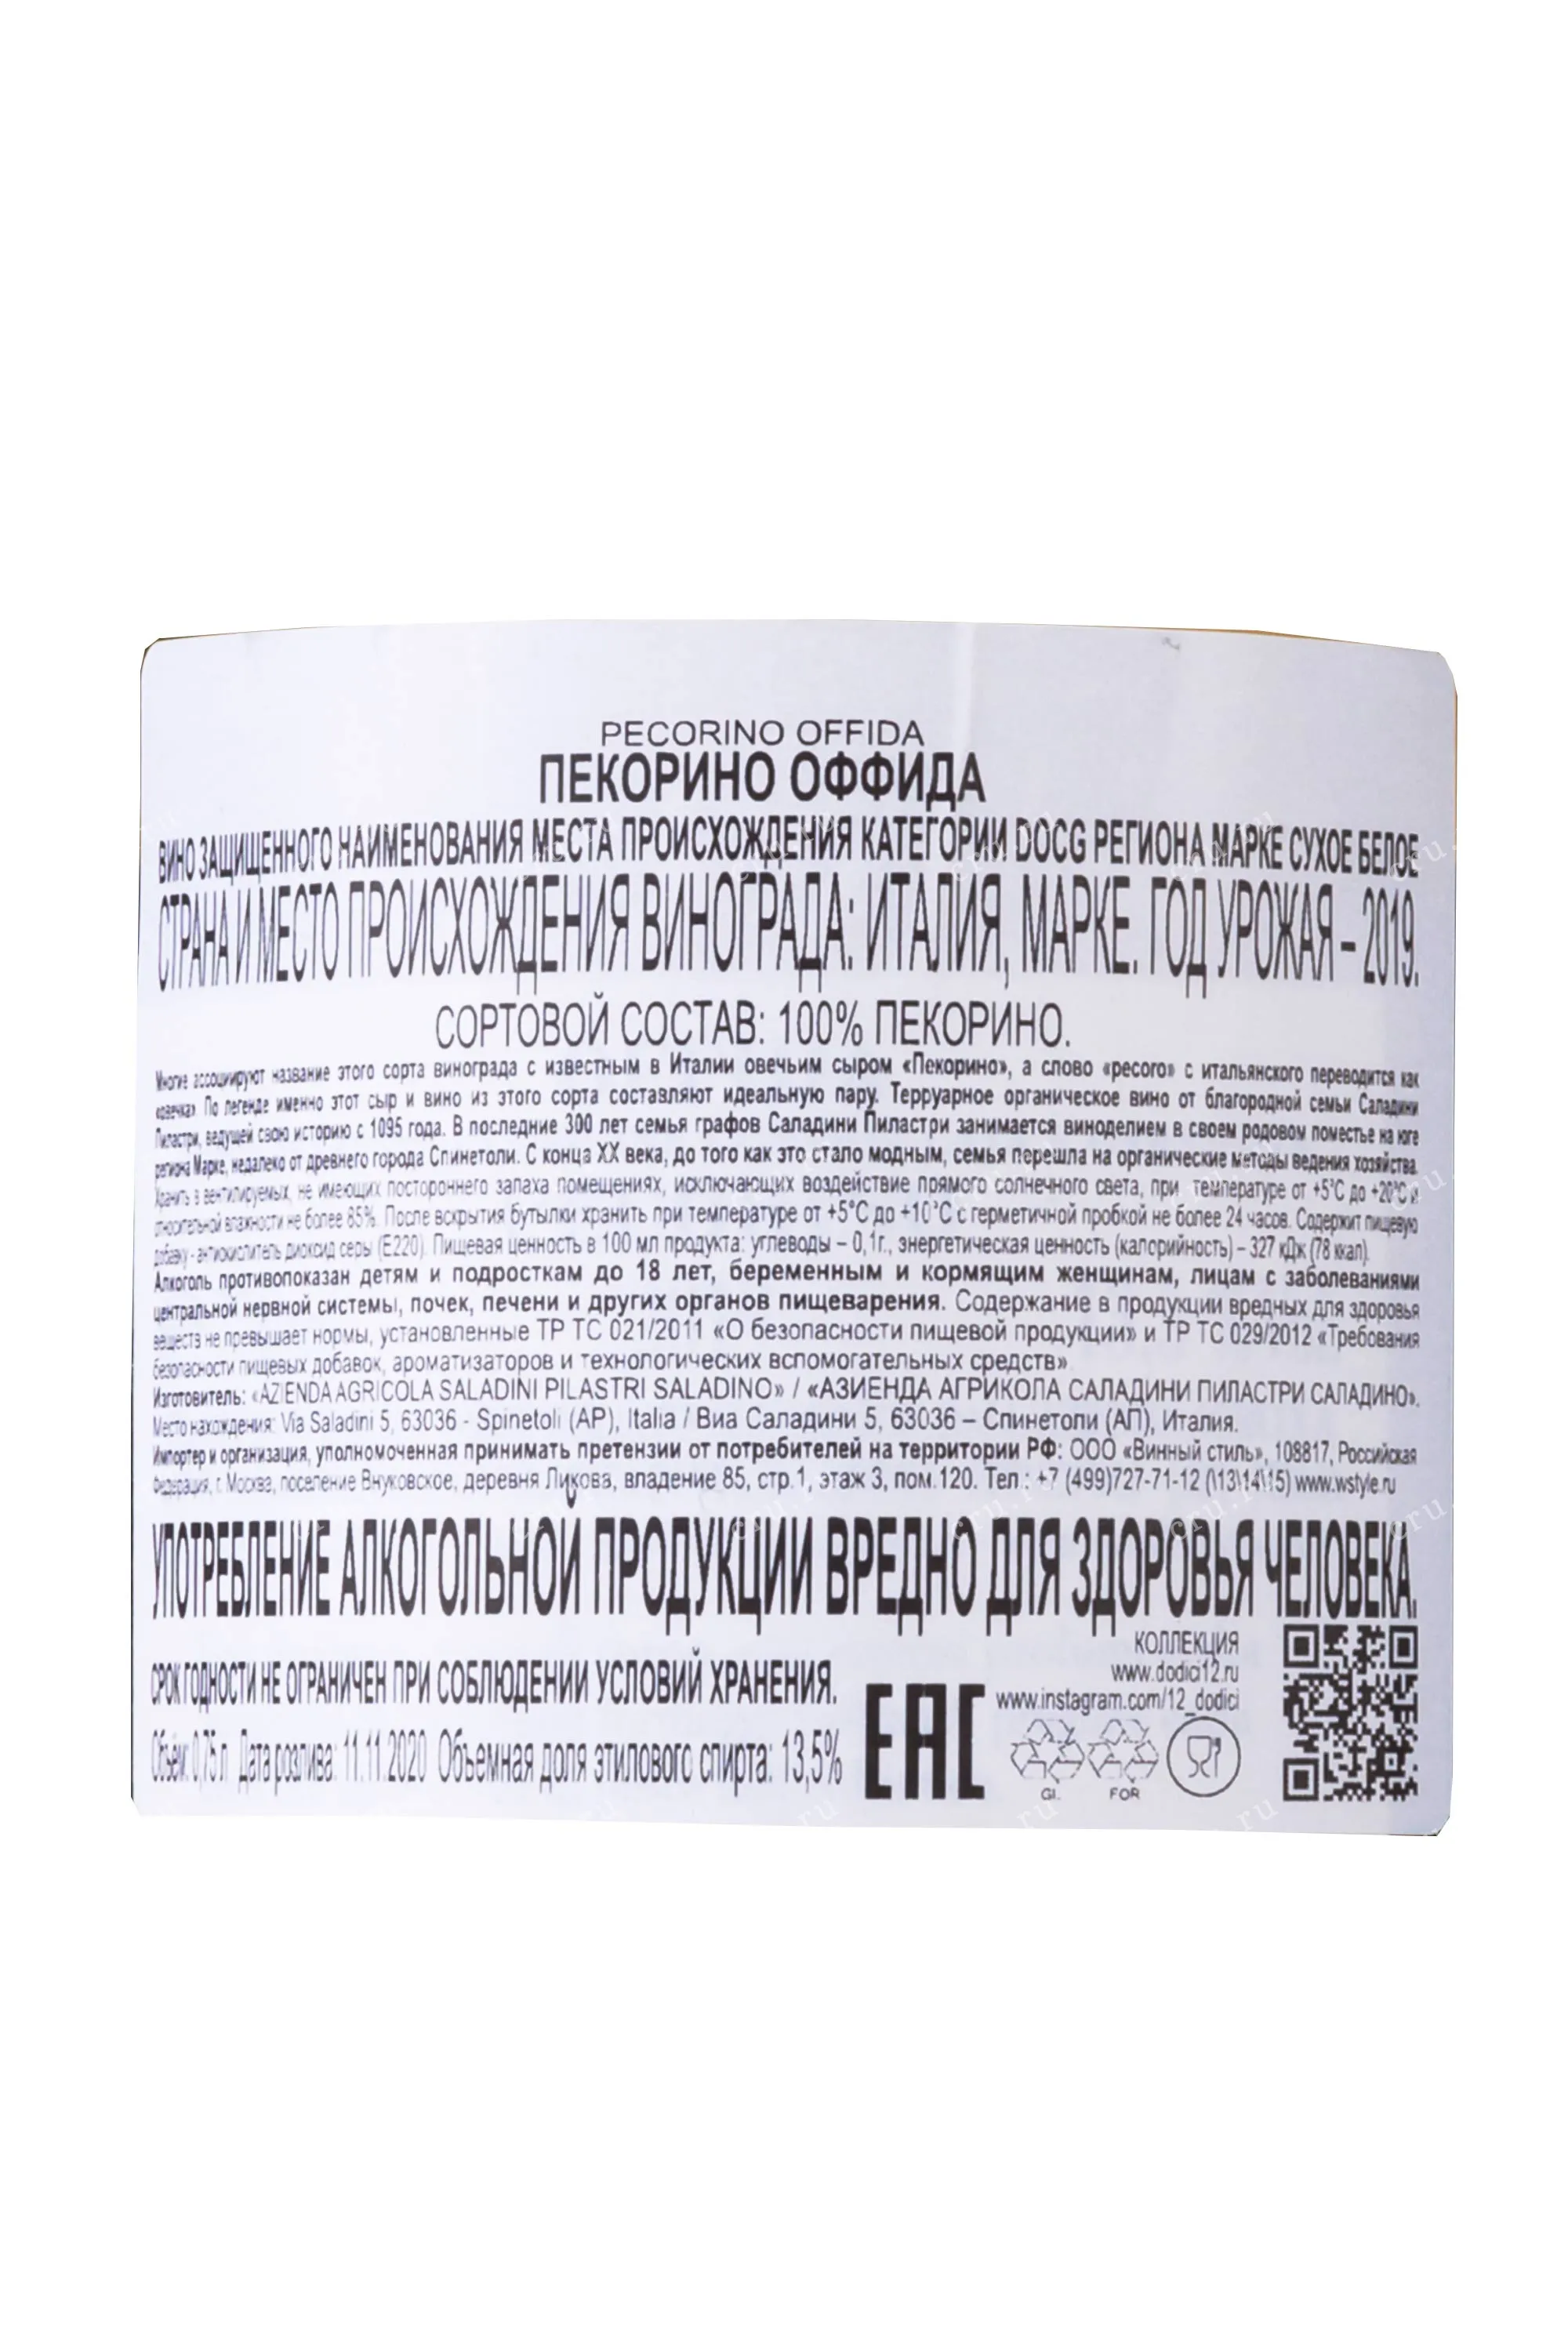 PECORINO OFFIDA
ПЕКОРИНО ОФФИДА
ВИНО ЗАЩИЩЕННОГО НАИМЕНОВАНИЯ МЕСТА ПРОИСХОЖДЕНИЯ КАТЕГОРИИ DOCG РЕГИОНА МАРКЕ СУХОЕ БЕЛОЕ
СТРАНА И МЕСТО ПРОИСХОЖДЕНИЯ ВИНОГРАДА: ИТАЛИЯ, МАРКЕ. ГОД УРОЖАЯ – 2019.
СОРТОВОЙ СОСТАВ: 100% ПЕКОРИНО.
Многие ассоциируют название этого сорта винограда с известным в Италии овечьим сыром «Пекорино», а слово «pecoro» с итальянского переводится как
«овечка». По легенде именно этот сыр и вино из этого сорта составляют идеальную пару. Терруарное органическое вино от благородной семьи Саладини
Пиластри, ведущей свою историю с 1095 года. В последние 300 лет семья графов Саладини Пиластри занимается виноделием в своем родовом поместье на юге
региона Марке, недалеко от древнего города Спинетоли. С конца XX века, до того как это стало модным, семья перешла на органические методы ведения хозяйства.
Хранить в вентилируемых, не имеющих постороннего запаха помещениях, исключающих воздействие прямого солнечного света, при температуре от +5°С до +20°С и
относительной влажности не более 85%. После вскрытия бутылки хранить при температуре от +5°С до +10°С с герметичной пробкой не более 24 часов. Содержит пищевую
добавку - антиокислитель диоксид серы (Е220). Пищевая ценность в 100 мл продукта: углеводы – 0,1г., энергетическая ценность (калорийность) – 327 кДж (78 ккал).
Алкоголь противопоказан детям и подросткам до 18 лет, беременным и кормящим женщинам, лицам с заболеваниями
центральной нервной системы, почек, печени и других органов пищеварения. Содержание в продукции вредных для здоровья
веществ не превышает нормы, установленные ТР ТС 021/2011 «О безопасности пищевой продукции» и ТР ТС 029/2012 «Требования
безопасности пищевых добавок, ароматизаторов и технологических вспомогательных средств»
Изготовитель: «AZIENDA AGRICOLA SALADINI PILASTRI SALADINO» / «АЗИЕНДА АГРИКОЛА САЛАДИНИ ПИЛАСТРИ САЛАДИНО».
Место нахождения: Via Saladini 5, 63036 - Spinetoli (AP), Italia / Виа Саладини 5, 63036 – Спинетоли (АП), Италия.
Импортер и организация, уполномоченная принимать претензии от потребителей на территории РФ: ООО «Винный стиль», 108817, Российская
Федерация, г. Москва, поселение Внуковское, деревня Ликова, владение 85, стр.1, этаж 3, пом.120. Тел.: +7 (499)727-71-12 (\13\14\15) www.wstyle.ru
УПОТРЕБЛЕНИЕ АЛКОГОЛЬНОЙ ПРОДУКЦИИ ВРЕДНО ДЛЯ ЗДОРОВЬЯ ЧЕЛОВЕКА.
СРОК ГОДНОСТИ НЕ ОГРАНИЧЕН ПРИ СОБЛЮДЕНИИ УСЛОВИЙ ХРАНЕНИЯ.
Объём: 0,75 л Дата розлива: 11.11.2020 Объемная доля этилового спирта: 13,5%
EAC
КОЛЛЕКЦИЯ
www.dodici12.ru
www.instagram.com/12_dodici
GL FOR
cru.ru